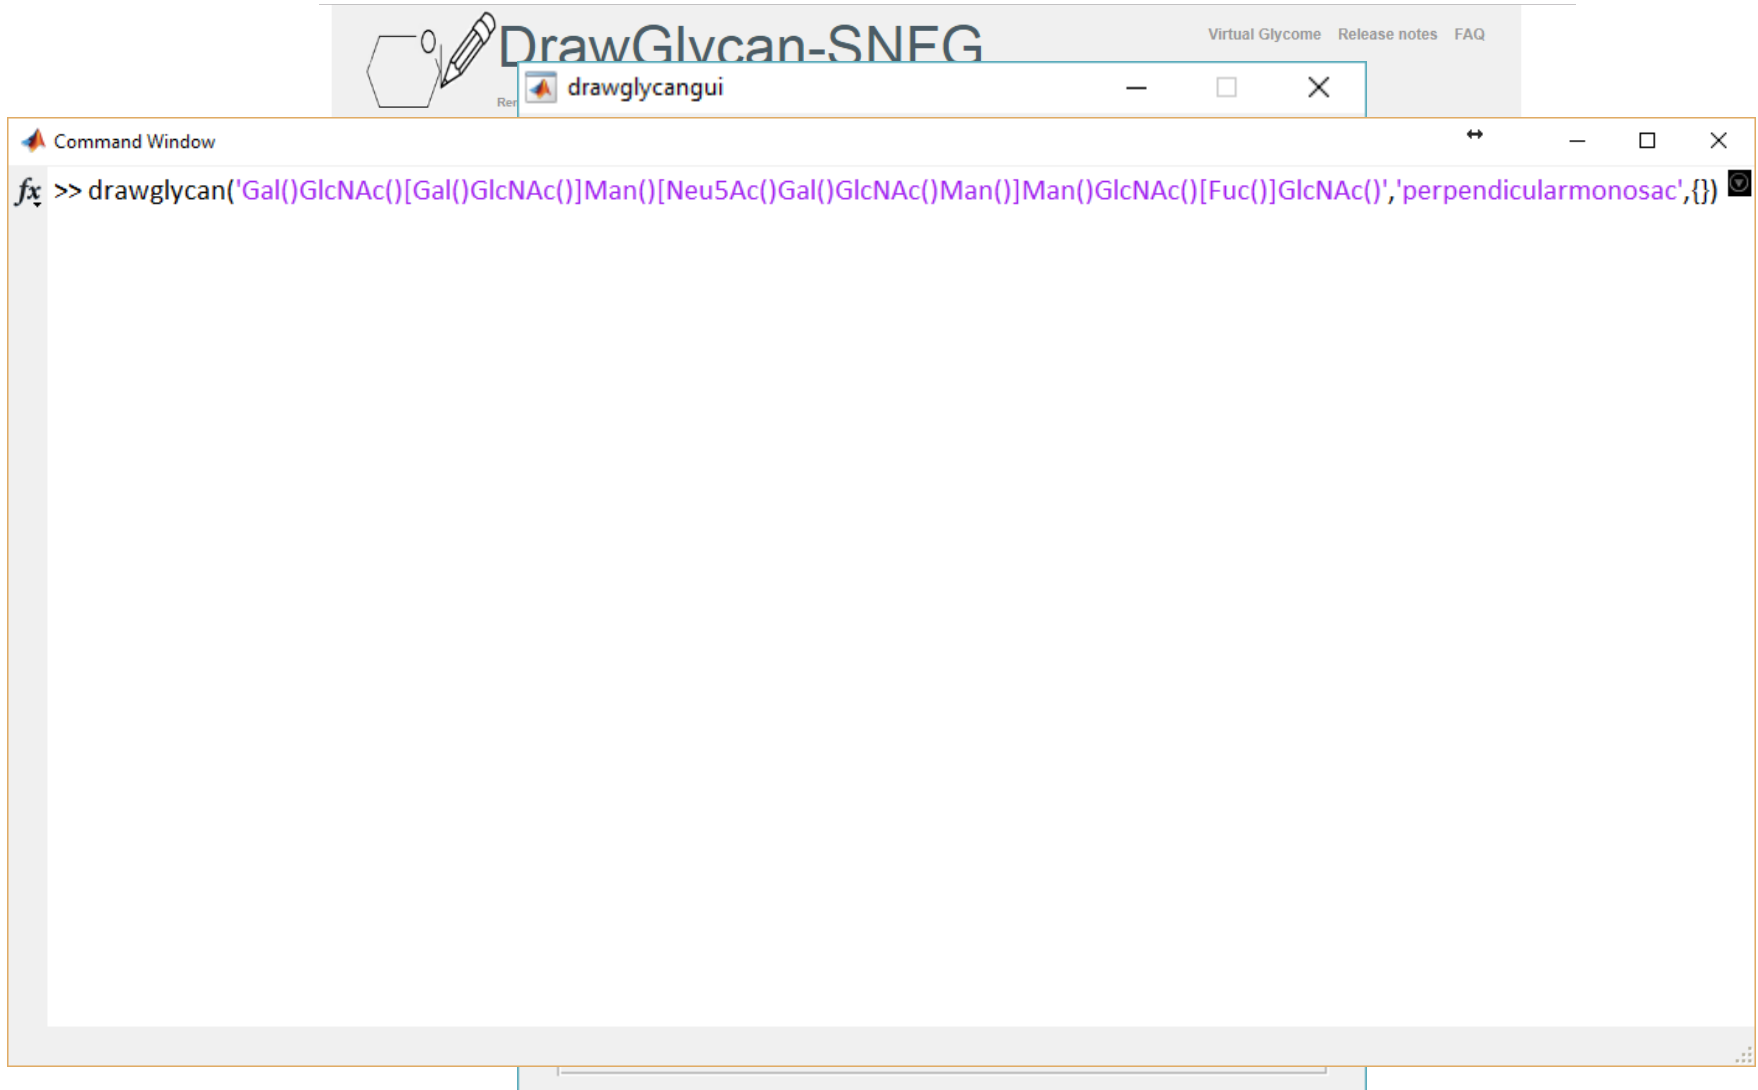 DrawGlycan-SNFG
Virtual Glycome Release notes FAQ
drawglycangui
Command Window
fx >> drawglycan('Gal()GlcNAc()[Gal()GlcNAc()]Man()[Neu5Ac()Gal()GlcNAc()Man()]Man()GlcNAc()[Fuc()]GlcNAc()','perpendicularmonosac',{})